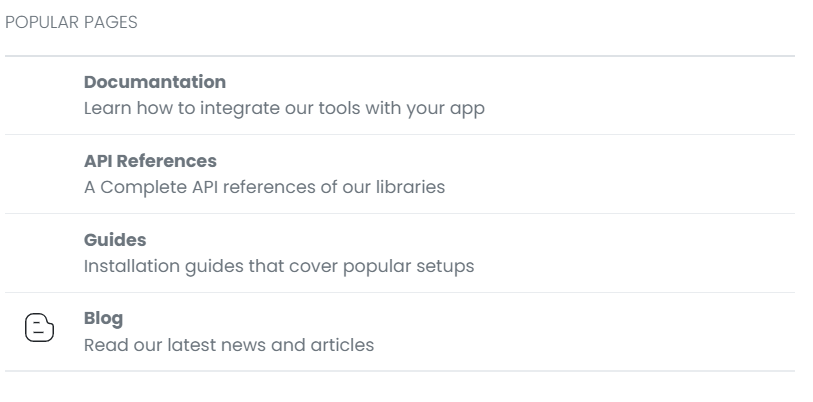 POPULAR PAGES
Documantation
Learn how to integrate our tools with your app
API References
A Complete API references of our libraries
Guides
Installation guides that cover popular setups
Blog
Read our latest news and articles